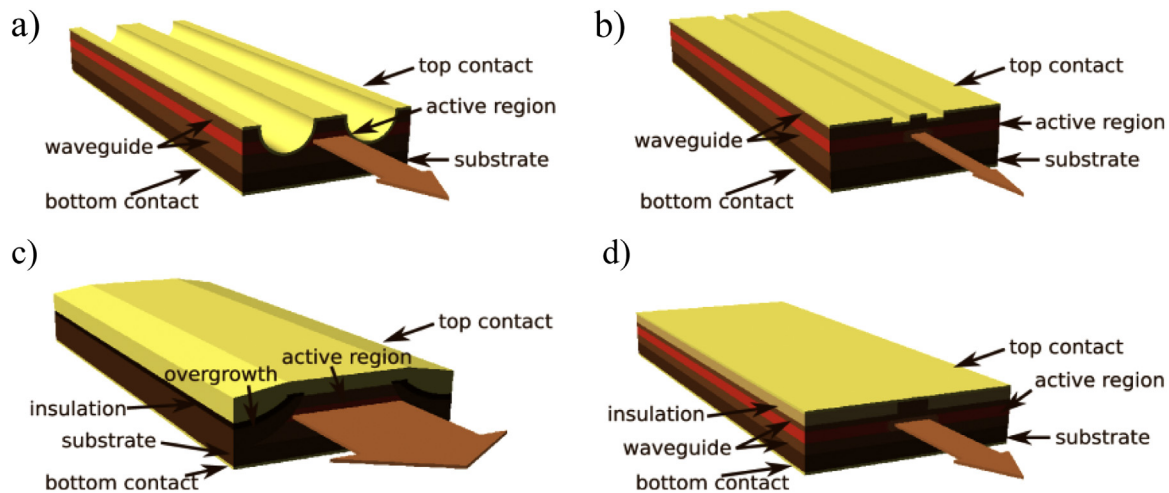 a)
top contact
active region
waveguide
substrate
bottom contact
b)
top contact
active region
waveguide
substrate
bottom contact
c)
top contact
active region
overgrowth
insulation
substrate
bottom contact
d)
top contact
active region
insulation
waveguide
substrate
bottom contact